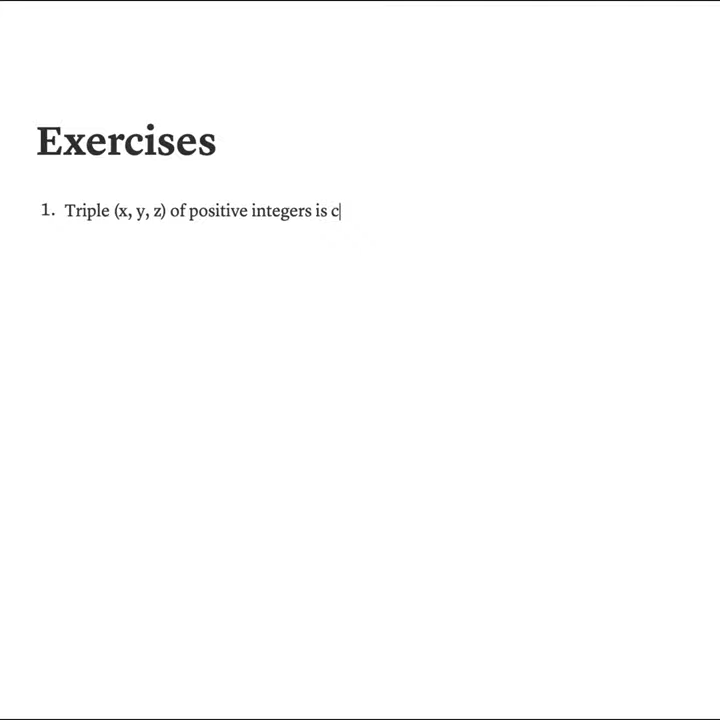 Exercises
1. Triple (x, y, z) of positive integers is c